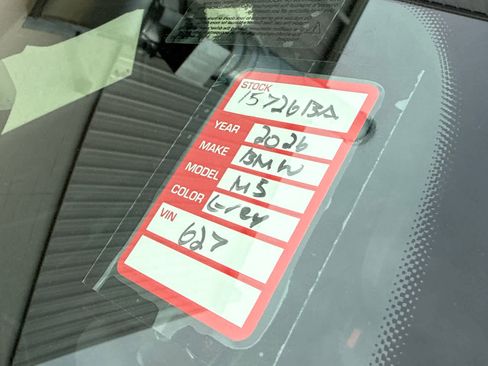 STOCK 15726BA
YEAR 2026
MAKE BMW
MODEL M5
COLOR Grey
VIN 627